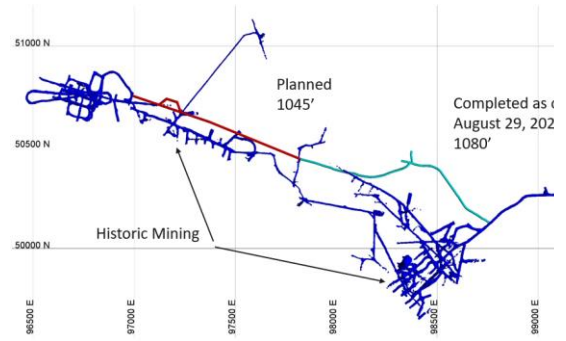 51000 N
Planned
1045’
Completed as
August 29, 202
1080’
50500 N
Historic Mining
50000 N
96500 E
97000 E
97500 E
98000 E
98500 E
99000 E